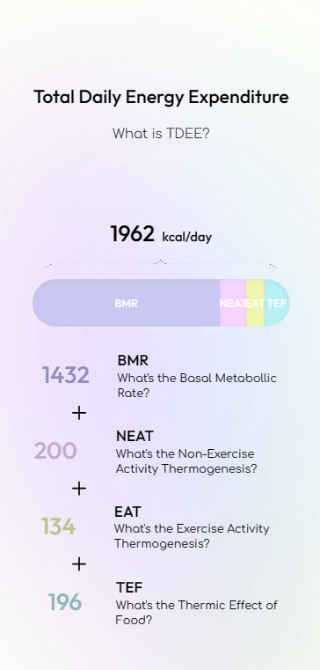 Total Daily Energy Expenditure
What is TDEE?
1962 kcal/day
BMR NEAT EAT TEF
BMR
1432 What's the Basal Metabollic
Rate?
+
NEAT
200 What's the Non-Exercise
Activity Thermogenesis?
+
EAT
134 What's the Exercise Activity
Thermogenesis?
+
TEF
196 What's the Thermic Effect of
Food?